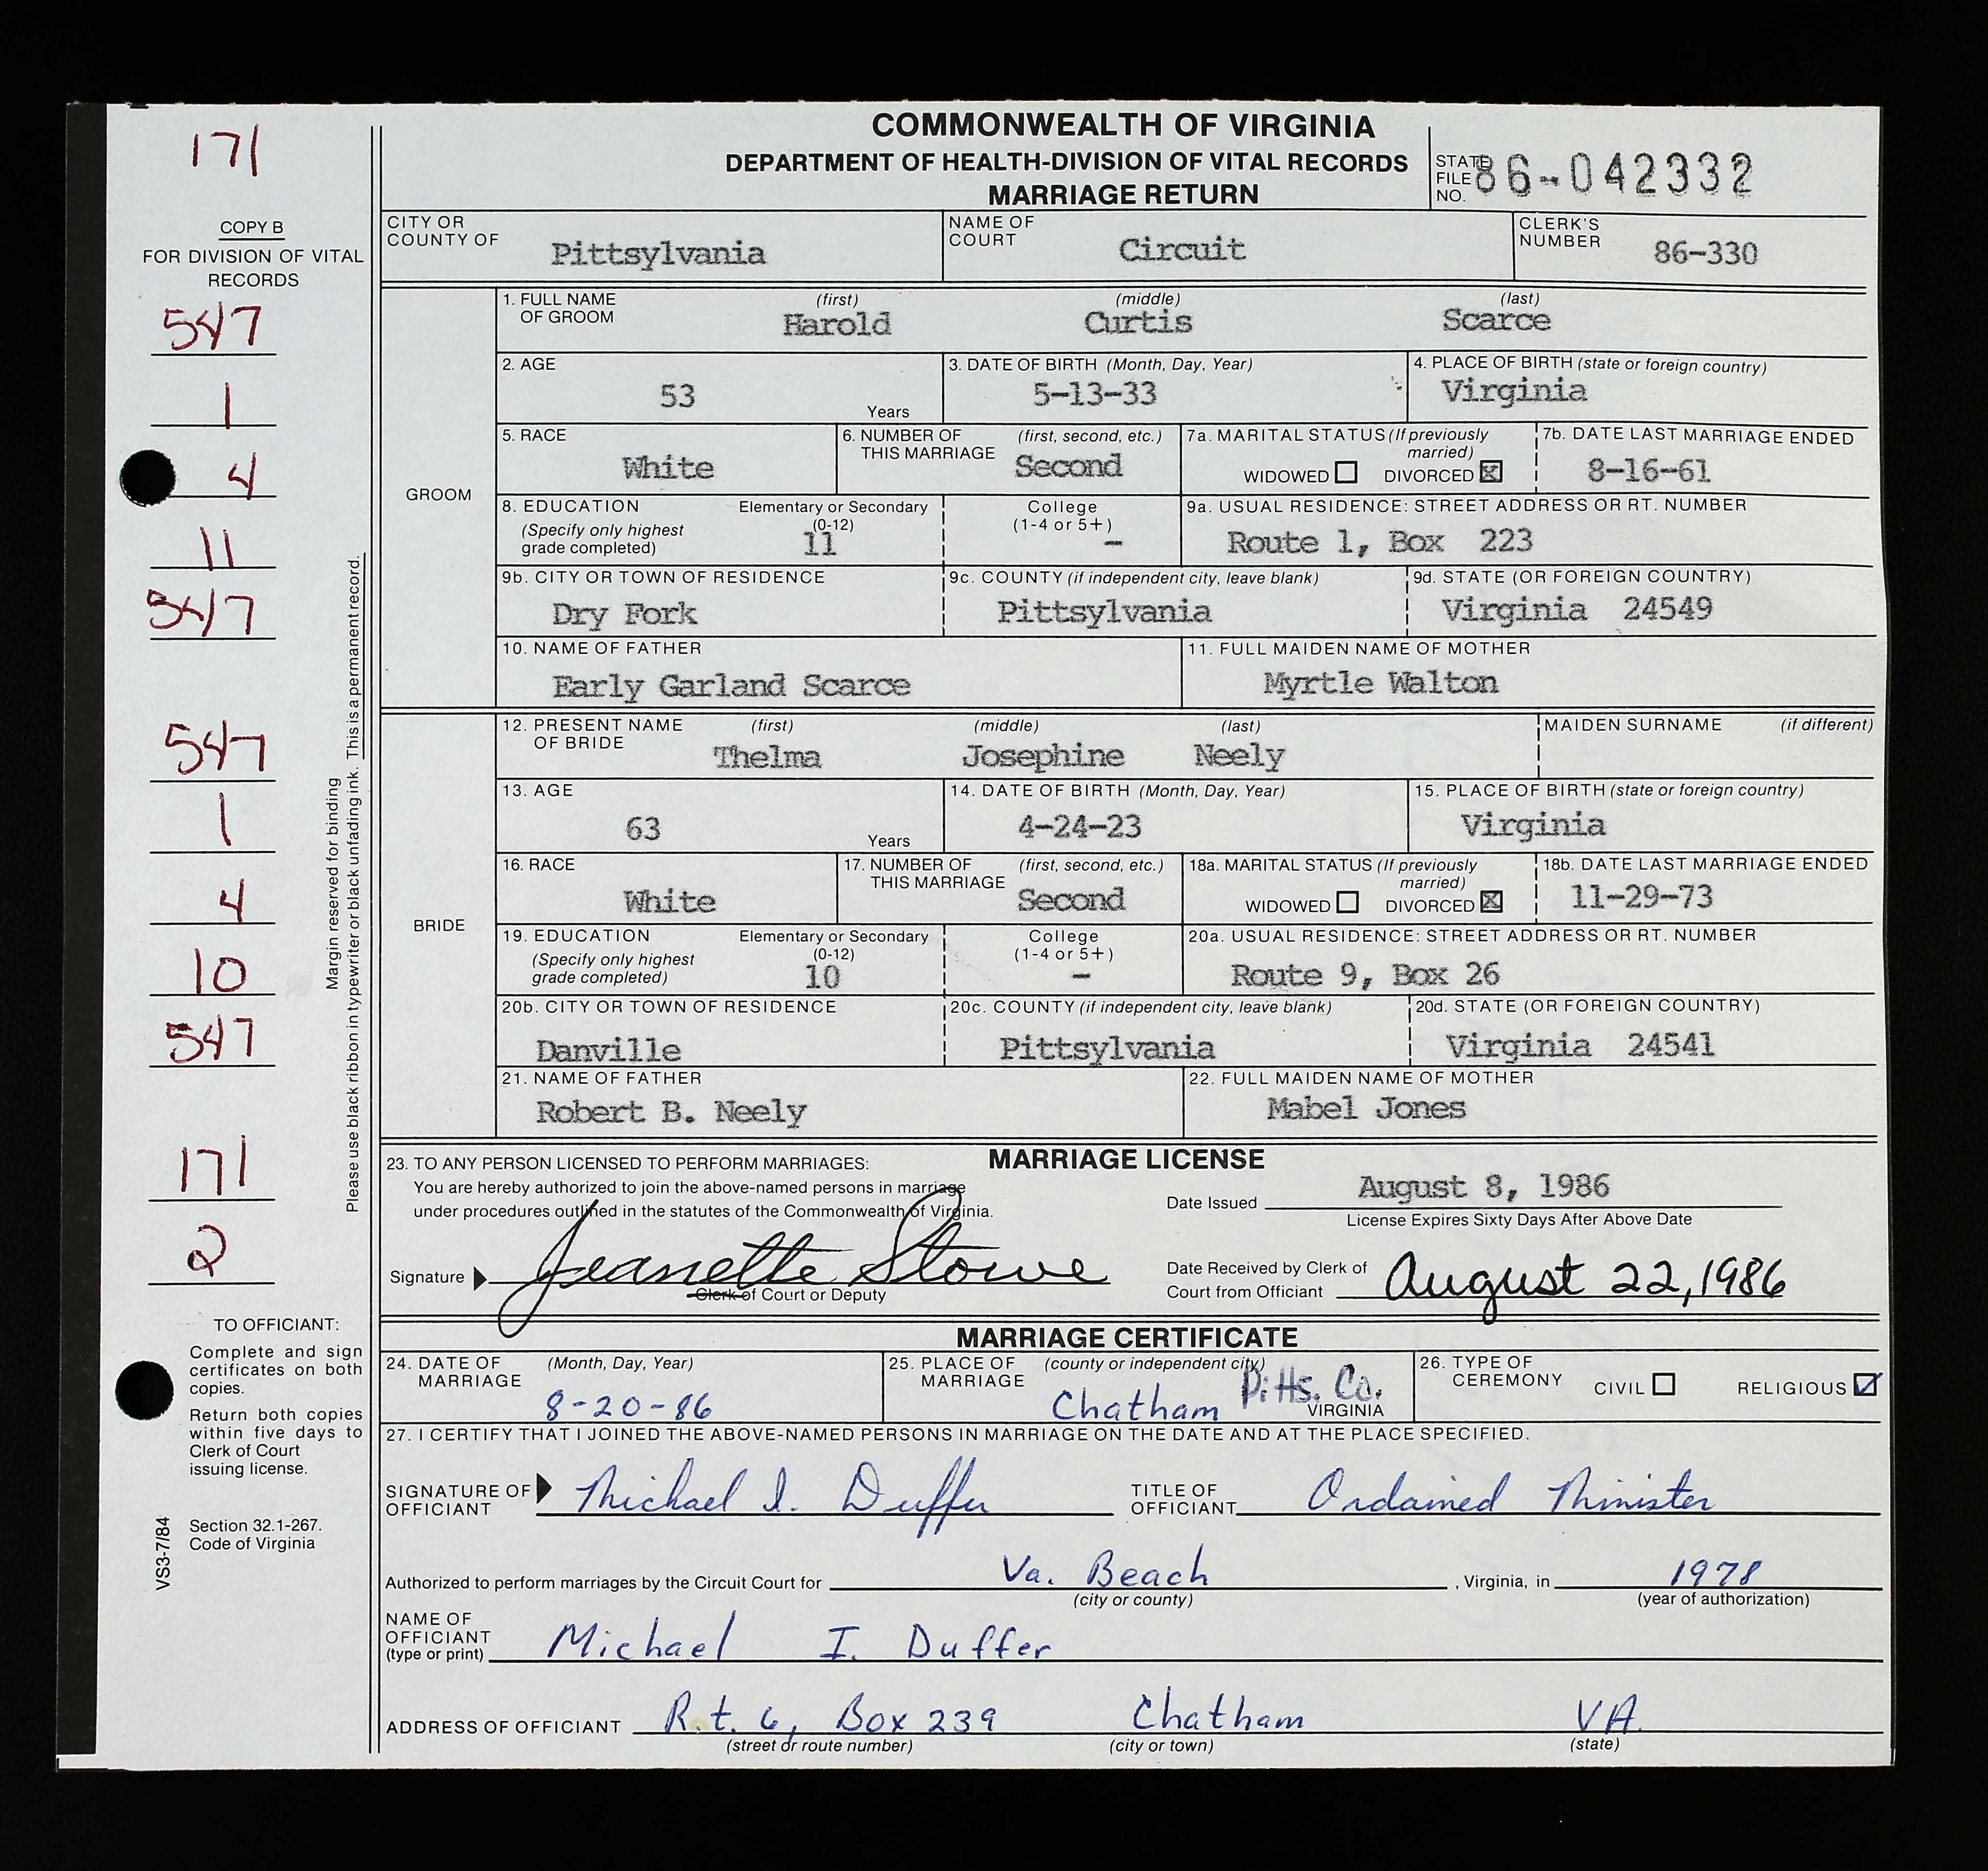 171
COMMONWEALTH OF VIRGINIA
DEPARTMENT OF HEALTH-DIVISION OF VITAL RECORDS
MARRIAGE RETURN
STATE FILE NO. 86-042332
COPY B
FOR DIVISION OF VITAL RECORDS
547
1
4
11
547
547
1
4
10
547
171
2
Margin reserved for binding
Please use black ribbon in typewriter or black unfading ink. This is a permanent record.
TO OFFICIANT:
Complete and sign
certificates on both
copies.
Return both copies
within five days to
Clerk of Court
issuing license.
Section 32.1-267.
Code of Virginia
VS3-7/84
CITY OR COUNTY OF Pittsylvania NAME OF COURT Circuit CLERK'S NUMBER 86-330
GROOM
1. FULL NAME OF GROOM (first) Harold (middle) Curtis (last) Scarce
2. AGE 53 Years 3. DATE OF BIRTH (Month, Day, Year) 5-13-33 4. PLACE OF BIRTH (state or foreign country) Virginia
5. RACE White 6. NUMBER OF THIS MARRIAGE (first, second, etc.) Second 7a. MARITAL STATUS (If previously married) WIDOWED DIVORCED X 7b. DATE LAST MARRIAGE ENDED 8-16-61
8. EDUCATION (Specify only highest grade completed) Elementary or Secondary (0-12) 11 College (1-4 or 5+) - 9a. USUAL RESIDENCE: STREET ADDRESS OR RT. NUMBER Route 1, Box 223
9b. CITY OR TOWN OF RESIDENCE Dry Fork 9c. COUNTY (if independent city, leave blank) Pittsylvania 9d. STATE (OR FOREIGN COUNTRY) Virginia 24549
10. NAME OF FATHER Early Garland Scarce 11. FULL MAIDEN NAME OF MOTHER Myrtle Walton
BRIDE
12. PRESENT NAME OF BRIDE (first) Thelma (middle) Josephine (last) Neely MAIDEN SURNAME (if different)
13. AGE 63 Years 14. DATE OF BIRTH (Month, Day, Year) 4-24-23 15. PLACE OF BIRTH (state or foreign country) Virginia
16. RACE White 17. NUMBER OF THIS MARRIAGE (first, second, etc.) Second 18a. MARITAL STATUS (If previously married) WIDOWED DIVORCED X 18b. DATE LAST MARRIAGE ENDED 11-29-73
19. EDUCATION (Specify only highest grade completed) Elementary or Secondary (0-12) 10 College (1-4 or 5+) - 20a. USUAL RESIDENCE: STREET ADDRESS OR RT. NUMBER Route 9, Box 26
20b. CITY OR TOWN OF RESIDENCE Danville 20c. COUNTY (if independent city, leave blank) Pittsylvania 20d. STATE (OR FOREIGN COUNTRY) Virginia 24541
21. NAME OF FATHER Robert B. Neely 22. FULL MAIDEN NAME OF MOTHER Mabel Jones
23. TO ANY PERSON LICENSED TO PERFORM MARRIAGES: MARRIAGE LICENSE
You are hereby authorized to join the above-named persons in marriage
under procedures outlined in the statutes of the Commonwealth of Virginia.
Date Issued August 8, 1986
License Expires Sixty Days After Above Date
Signature Jeanette Stowe
Clerk of Court or Deputy
Date Received by Clerk of Court from Officiant August 22, 1986
MARRIAGE CERTIFICATE
24. DATE OF MARRIAGE (Month, Day, Year) 8-20-86 25. PLACE OF MARRIAGE (county or independent city) Chatham Pitts. Co. VIRGINIA 26. TYPE OF CEREMONY CIVIL RELIGIOUS
27. I CERTIFY THAT I JOINED THE ABOVE-NAMED PERSONS IN MARRIAGE ON THE DATE AND AT THE PLACE SPECIFIED.
SIGNATURE OF OFFICIANT Michael I. Duffer TITLE OF OFFICIANT Ordained Minister
Authorized to perform marriages by the Circuit Court for Va. Beach, Virginia, in 1978
(city or county) (year of authorization)
NAME OF OFFICIANT (type or print) Michael I. Duffer
ADDRESS OF OFFICIANT R.t. 6, Box 239 Chatham VA.
(street or route number) (city or town) (state)